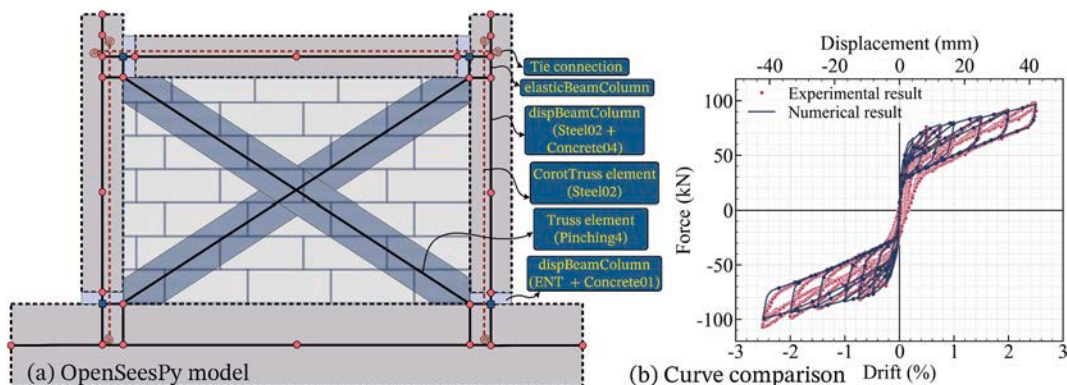 Tie connection
elasticBeamColumn
dispBeamColumn
(Steel02 +
Concrete04)
CorotTruss element
(Steel02)
Truss element
(Pinching4)
dispBeamColumn
(ENT + Concrete01)
(a) OpenSeesPy model
Displacement (mm)
-40 -20 0 20 40
Experimental result
Numerical result
100
50
0
-50
-100
Force (kN)
-3 -2 -1 0 1 2 3
(b) Curve comparison
Drift (%)